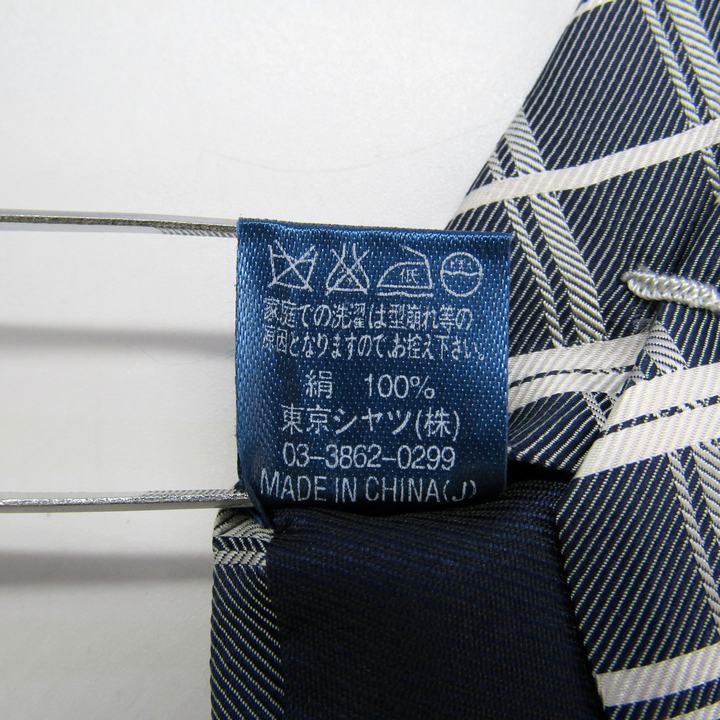 低
家庭での洗濯は型崩れ等の
原因となりますのでお控え下さい。
絹 100%
東京シャツ(株)
03-3862-0299
MADE IN CHINA(J)